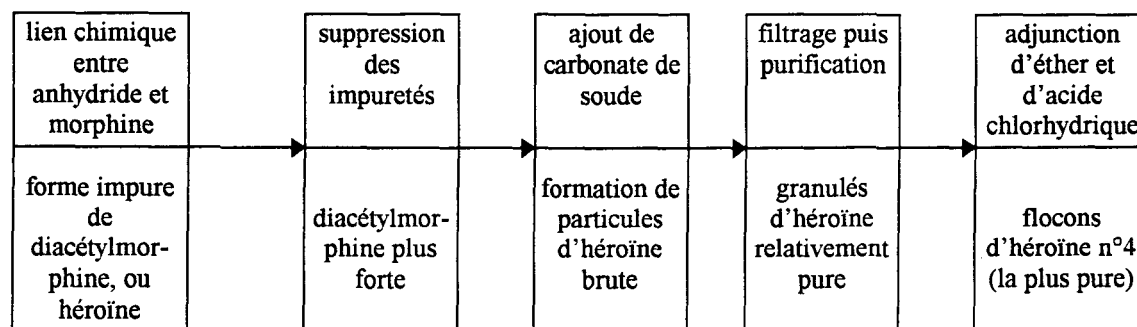 lien chimique
entre
anhydride et
morphine
forme impure
de
diacétylmor-
phine, ou
héroïne
suppression
des
impuretés
diacétylmor-
phine plus
forte
ajout de
carbonate de
soude
formation de
particules
d'héroïne
brute
filtrage puis
purification
granulés
d'héroïne
relativement
pure
adjunction
d'éther et
d'acide
chlorhydrique
flocons
d'héroïne n°4
(la plus pure)